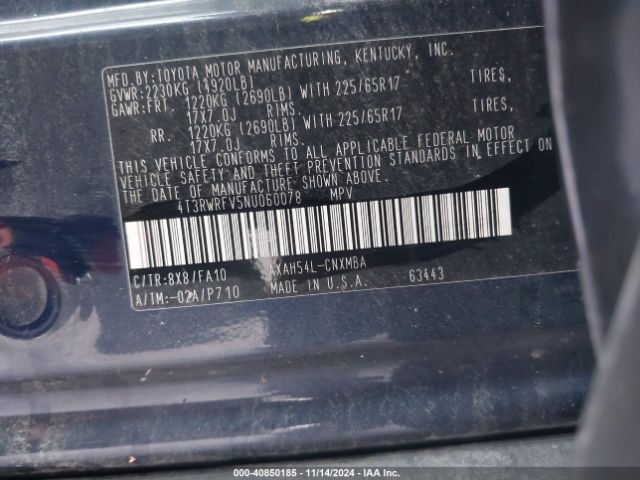 MFD.BY:TOYOTA MOTOR MANUFACTURING, KENTUCKY, INC.
GVWR:2230KG (4920LB)
GAWR:FRT. 1220KG (2690LB) WITH 225/65R17 TIRES,
17X7.0J RIMS.
RR. 1220KG (2690LB) WITH 225/65R17 TIRES,
17X7.0J RIMS.
THIS VEHICLE CONFORMS TO ALL APPLICABLE FEDERAL MOTOR
VEHICLE SAFETY AND THEFT PREVENTION STANDARDS IN EFFECT ON
THE DATE OF MANUFACTURE SHOWN ABOVE.
4T3RWRFV5NU060078 MPV
C/TR:8X8/FA10 AXAH54L-CNXMBA
A/TM:-02A/P710 MADE IN U.S.A. 63443
000-40850185 - 11/14/2024 - IAA Inc.